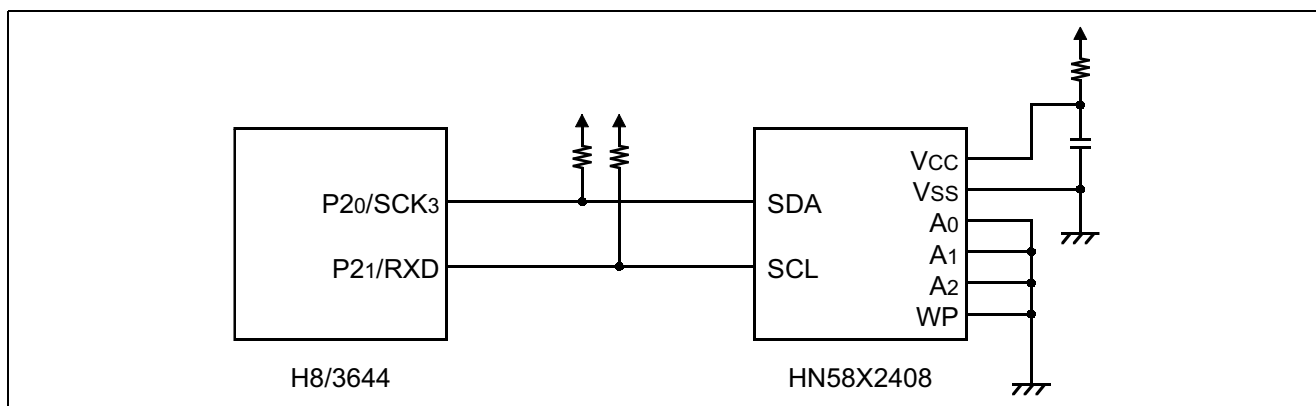 P20/SCK3
P21/RXD
H8/3644
SDA
SCL
VCC
VSS
A0
A1
A2
WP
HN58X2408